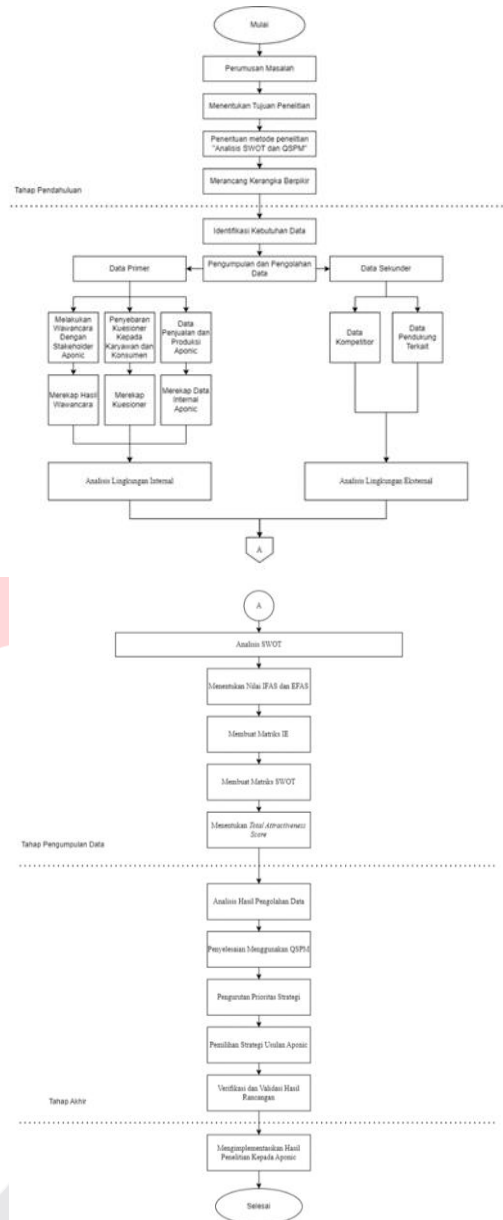 Mulai
Perumusan Masalah
Menentukan Tujuan Penelitian
Penentuan metode penelitian
"Analisis SWOT dan QSPM"
Merancang Kerangka Berpikir
Tahap Pendahuluan
Identifikasi Kebutuhan Data
Data Primer
Pengumpulan dan Pengolahan
Data
Data Sekunder
Melakukan
Wawancara
Dengan
Stakeholder
Aponic
Penyebaran
Kuesioner
Kepada
Karyawan dan
Konsumen
Data
Penjualan dan
Produksi
Aponic
Data
Kompetitior
Data
Pendukung
Terkait
Merekap Hasil
Wawancara
Merekap
Kuesioner
Merekap Data
Internal
Aponic
Analisis Lingkungan Internal
Analisis Lingkungan Eksternal
A
A
Analisis SWOT
Menentukan Nilai IFAS dan EFAS
Membuat Matriks IE
Membuat Matriks SWOT
Menentukan Total Attractiveness
Score
Tahap Pengumpulan Data
Analisis Hasil Pengolahan Data
Penyelesaian Menggunakan QSPM
Pengurutan Prioritas Strategi
Pemilihan Strategi Usulan Aponic
Verifikasi dan Validasi Hasil
Rancangan
Tahap Akhir
Mengimplementasikan Hasil
Penelitian Kepada Aponic
Selesai